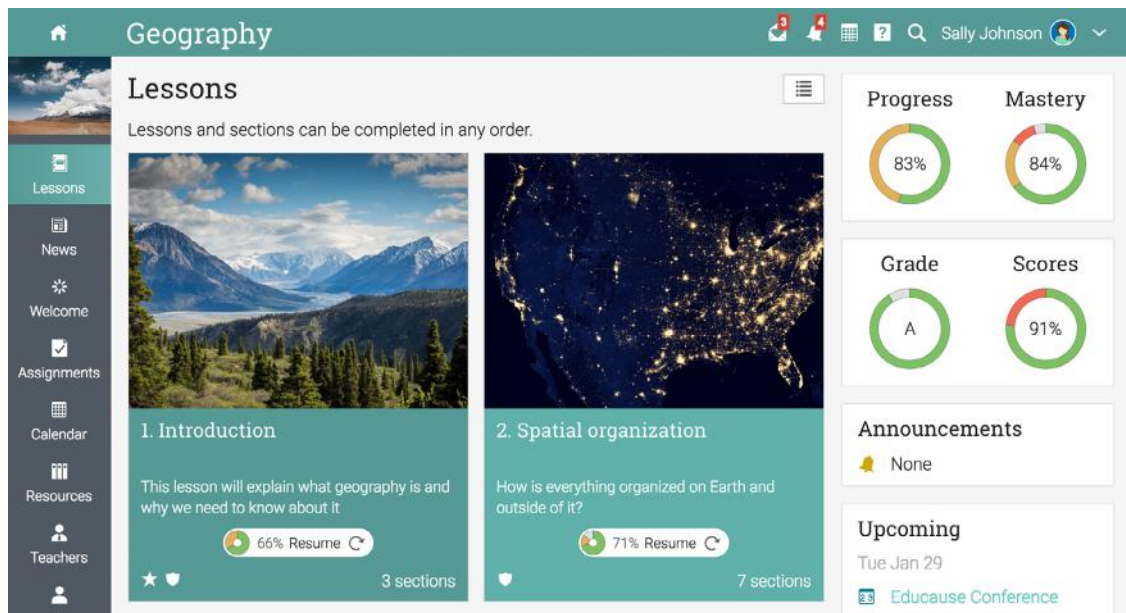 Geography
3
4
?
Sally Johnson
Lessons
News
Welcome
Assignments
Calendar
Resources
Teachers
Lessons
Lessons and sections can be completed in any order.
1. Introduction
This lesson will explain what geography is and
why we need to know about it
66% Resume
3 sections
2. Spatial organization
How is everything organized on Earth and
outside of it?
71% Resume
7 sections
Progress Mastery
83% 84%
Grade Scores
A 91%
Announcements
None
Upcoming
Tue Jan 29
Educause Conference